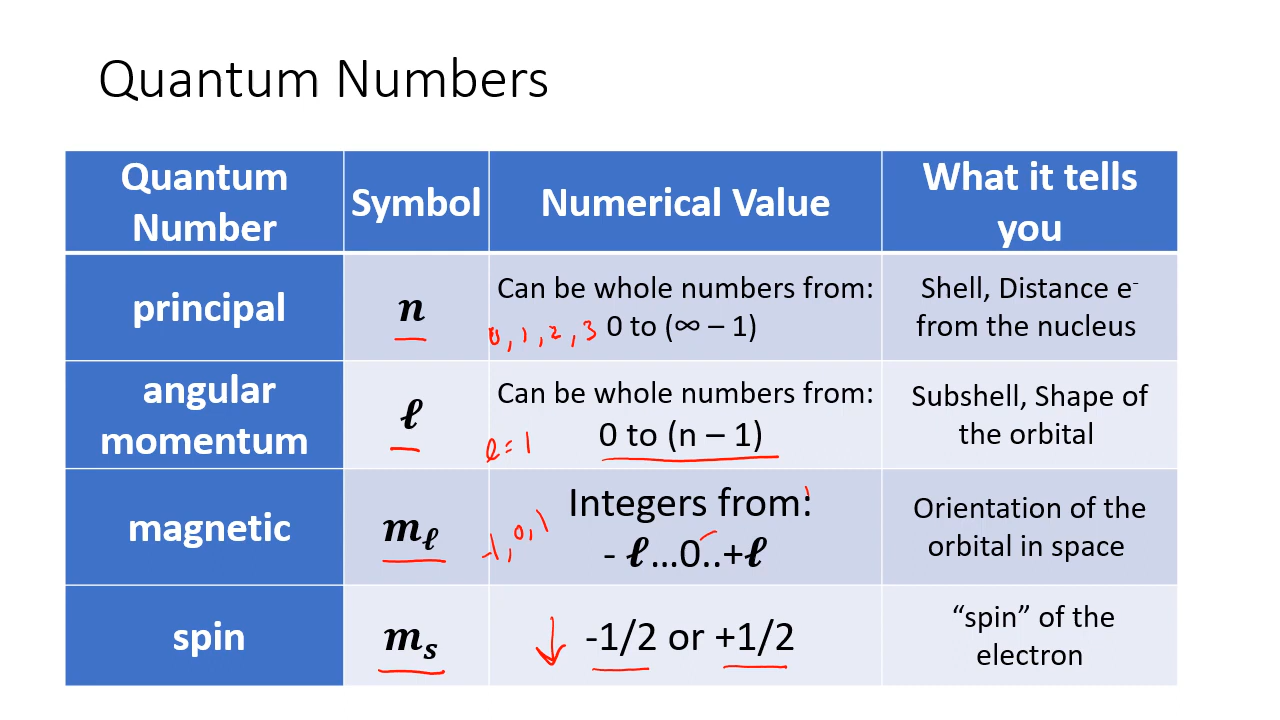 Quantum Numbers
Quantum
Number
Symbol
Numerical Value
What it tells
you
principal
n
Can be whole numbers from:
0, 1, 2, 3 0 to (∞ – 1)
Shell, Distance e-
from the nucleus
angular
momentum
ℓ
Can be whole numbers from:
0 to (n – 1)
ℓ = 1
Subshell, Shape of
the orbital
magnetic
mℓ
Integers from:
- ℓ...0..+ℓ
-1, 0, 1
Orientation of the
orbital in space
spin
ms
-1/2 or +1/2
“spin” of the
electron